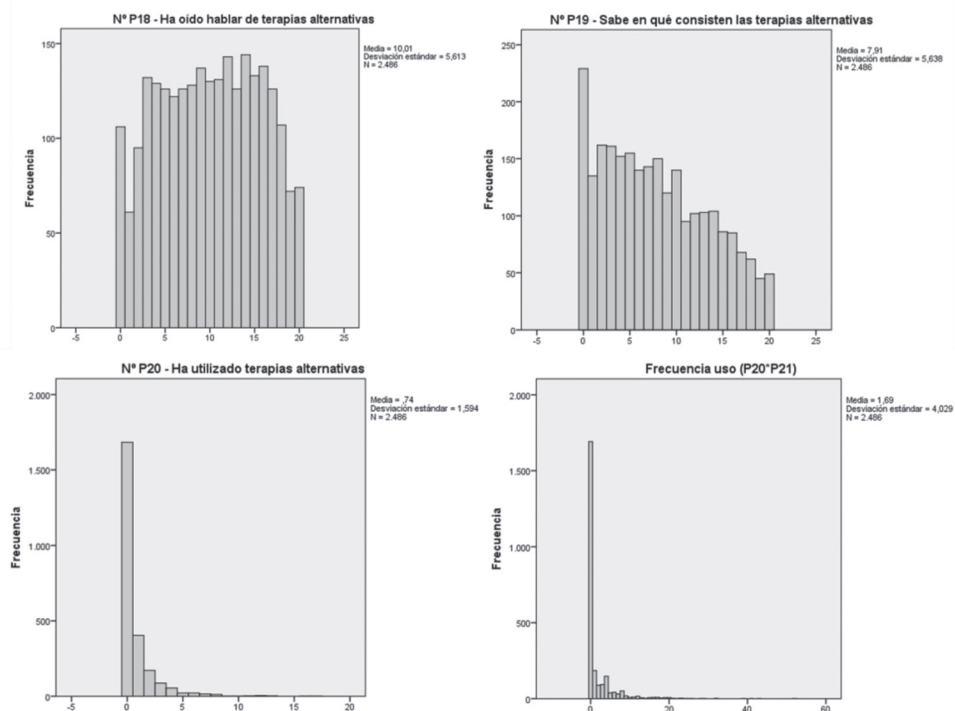 Nº P18 - Ha oído hablar de terapias alternativas
Media = 10,01
Desviación estándar = 5,613
N = 2.486
Frecuencia
150
100
50
0
-5 0 5 10 15 20 25
Nº P19 - Sabe en qué consisten las terapias alternativas
Media = 7,91
Desviación estándar = 5,638
N = 2.486
Frecuencia
250
200
150
100
50
0
-5 0 5 10 15 20 25
Nº P20 - Ha utilizado terapias alternativas
Media = ,74
Desviación estándar = 1,594
N = 2.486
Frecuencia
2.000
1.500
1.000
500
0
-5 0 5 10 15 20
Frecuencia uso (P20*P21)
Media = 1,69
Desviación estándar = 4,029
N = 2.486
Frecuencia
2.000
1.500
1.000
500
0
0 20 40 60